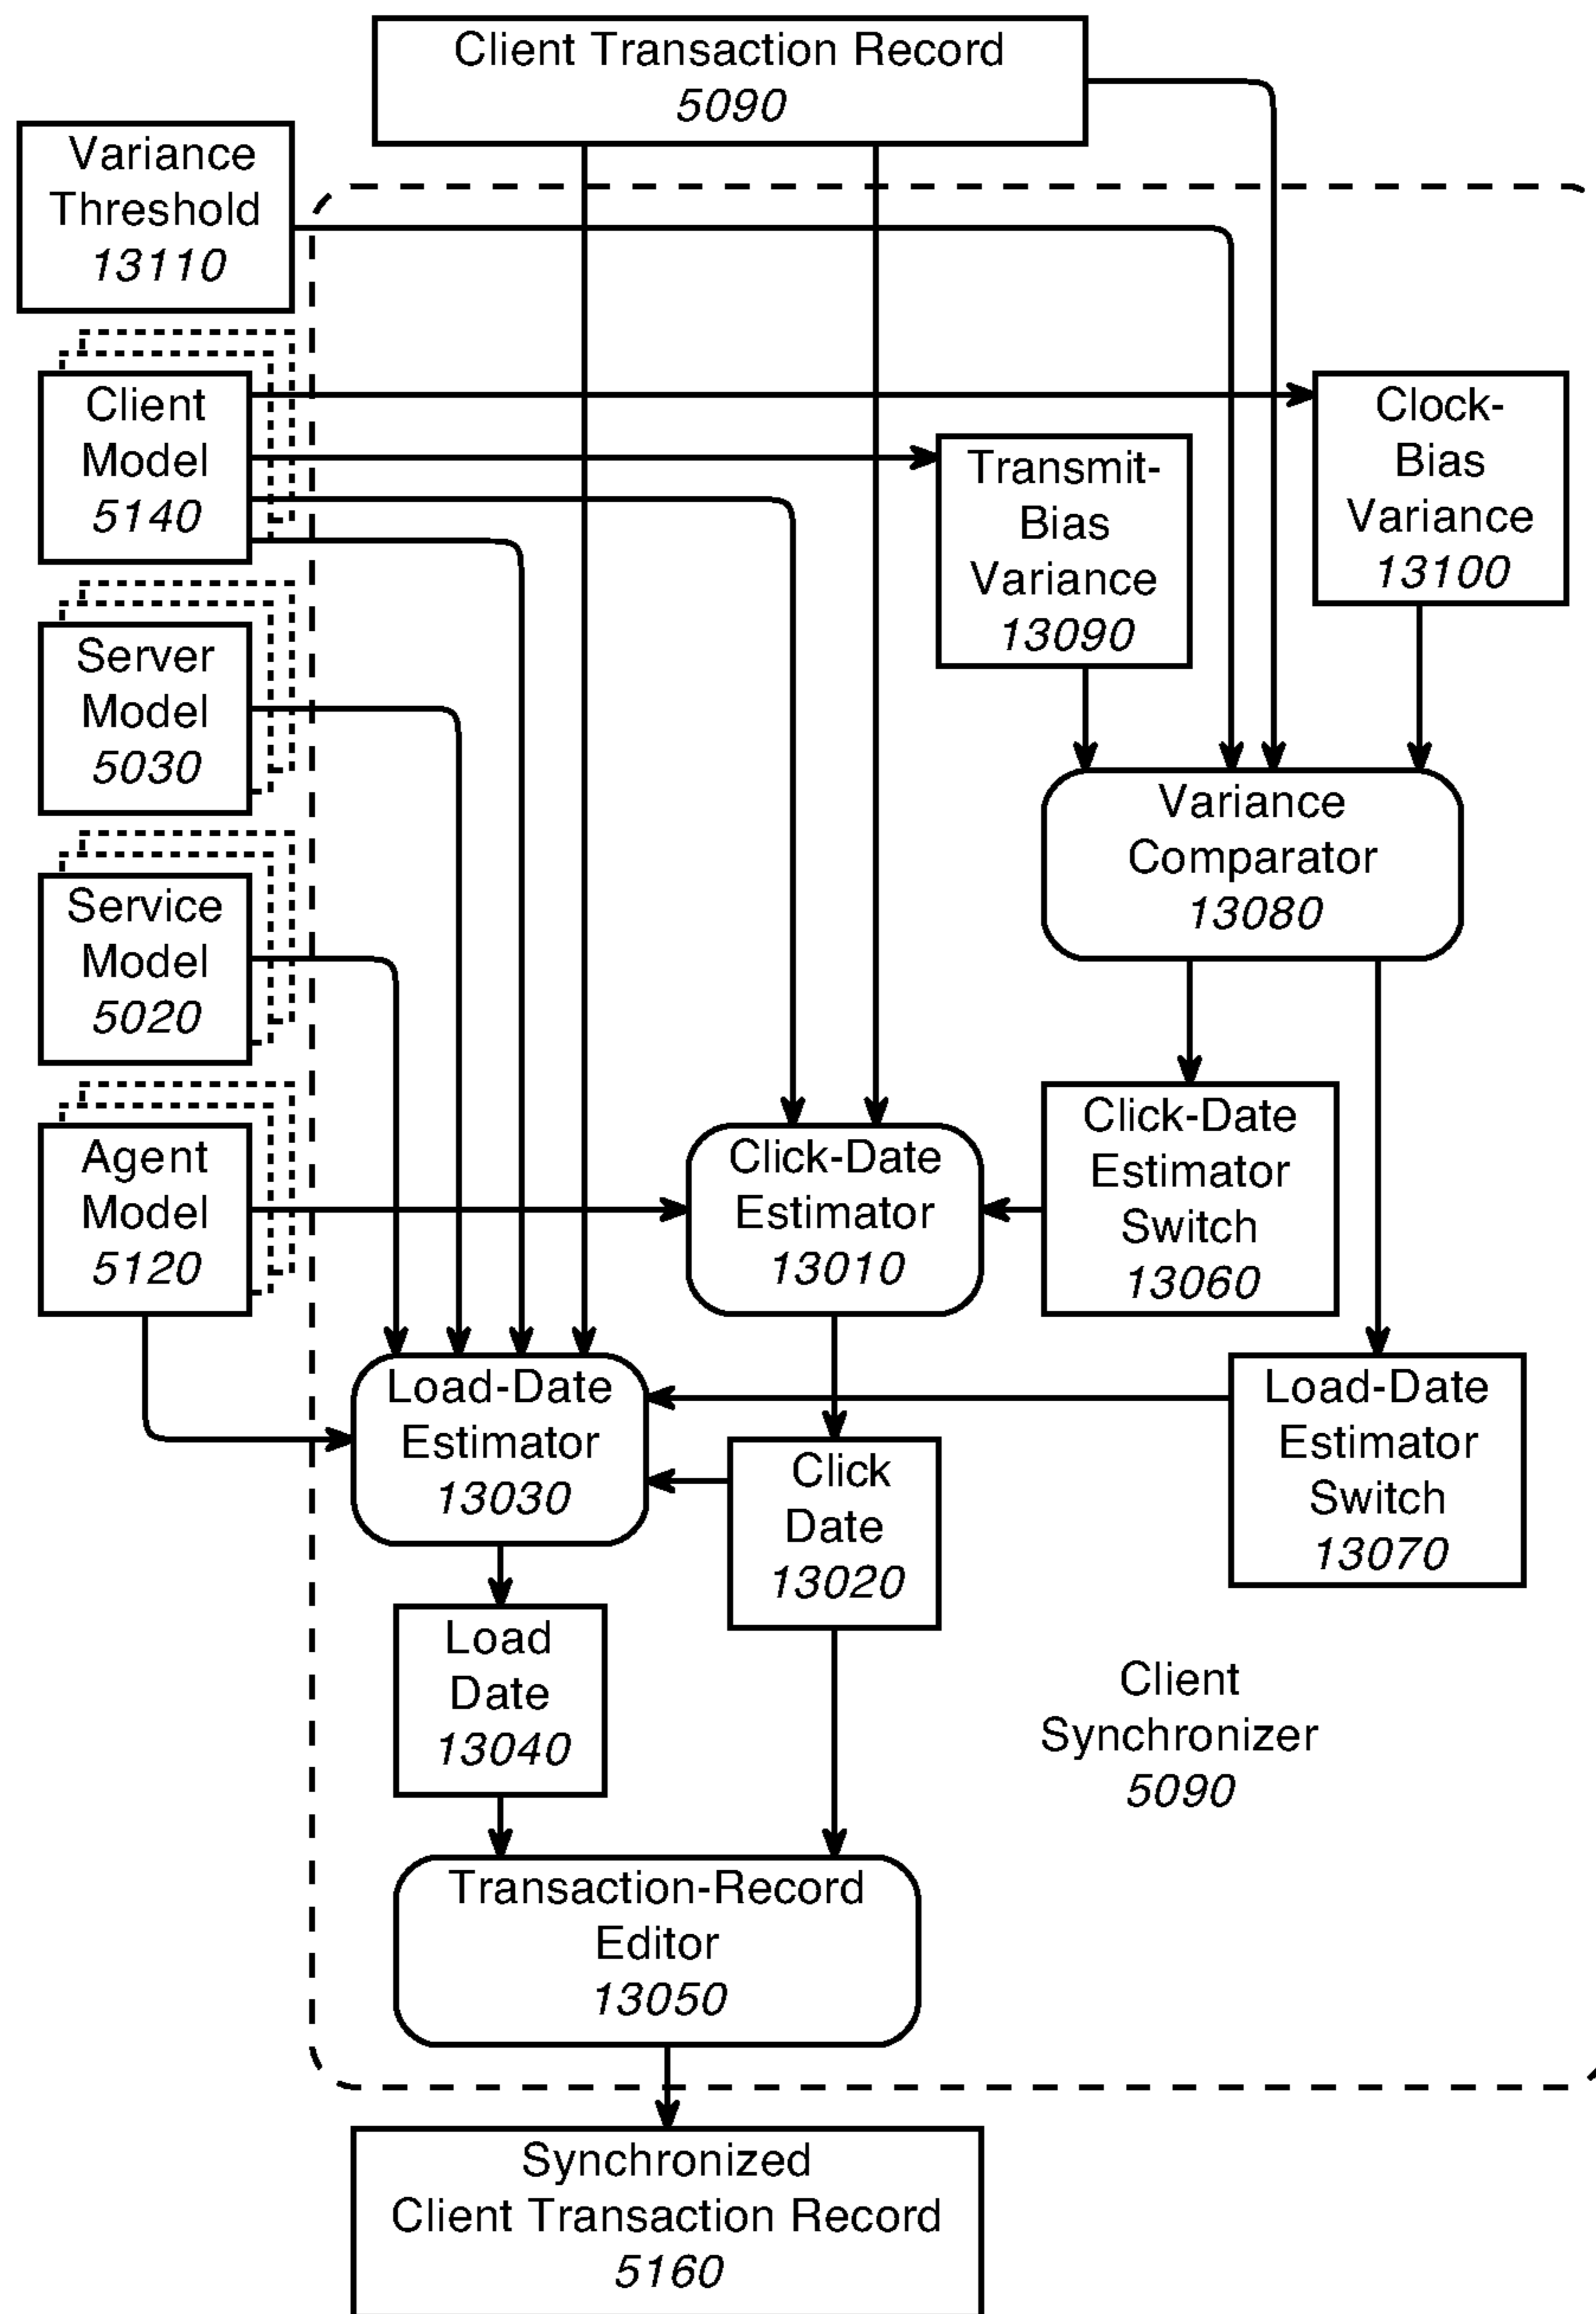 Client Transaction Record
5090
Variance
Threshold
13110
Client
Model
5140
Clock-
Bias
Variance
13100
Transmit-
Bias
Variance
13090
Server
Model
5030
Variance
Comparator
13080
Service
Model
5020
Click-Date
Estimator
Switch
13060
Agent
Model
5120
Click-Date
Estimator
13010
Load-Date
Estimator
13030
Load-Date
Estimator
Switch
13070
Click
Date
13020
Load
Date
13040
Client
Synchronizer
5090
Transaction-Record
Editor
13050
Synchronized
Client Transaction Record
5160